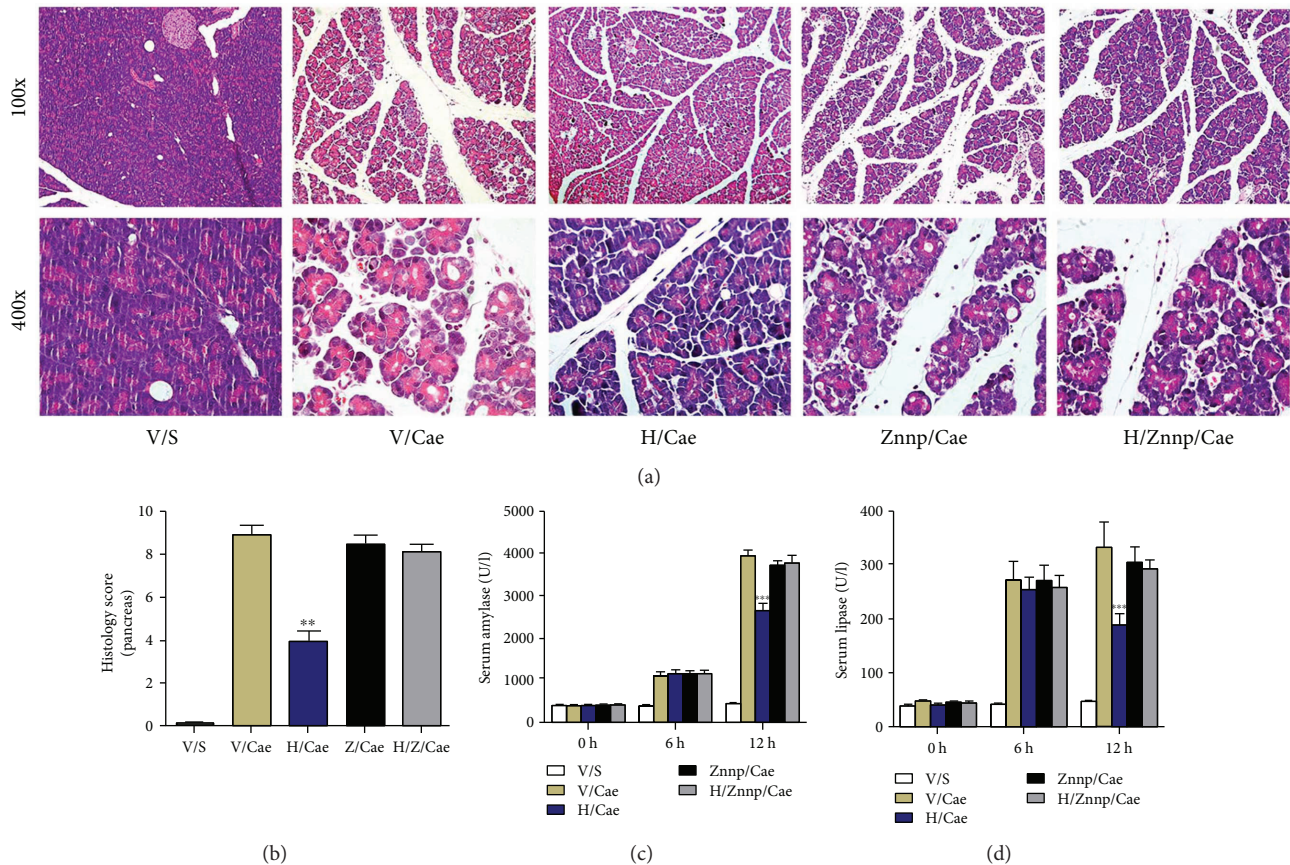 100x
400x
V/S V/Cae H/Cae Znnp/Cae H/Znnp/Cae
(a)
Histology score
(pancreas)
10
8
6
4
2
0
**
V/S V/Cae H/Cae Z/Cae H/Z/Cae
(b)
Serum amylase (U/l)
5000
4000
3000
2000
1000
0
***
0 h 6 h 12 h
V/S Znnp/Cae
V/Cae H/Znnp/Cae
H/Cae
(c)
Serum lipase (U/l)
400
300
200
100
0
***
0 h 6 h 12 h
V/S Znnp/Cae
V/Cae H/Znnp/Cae
H/Cae
(d)